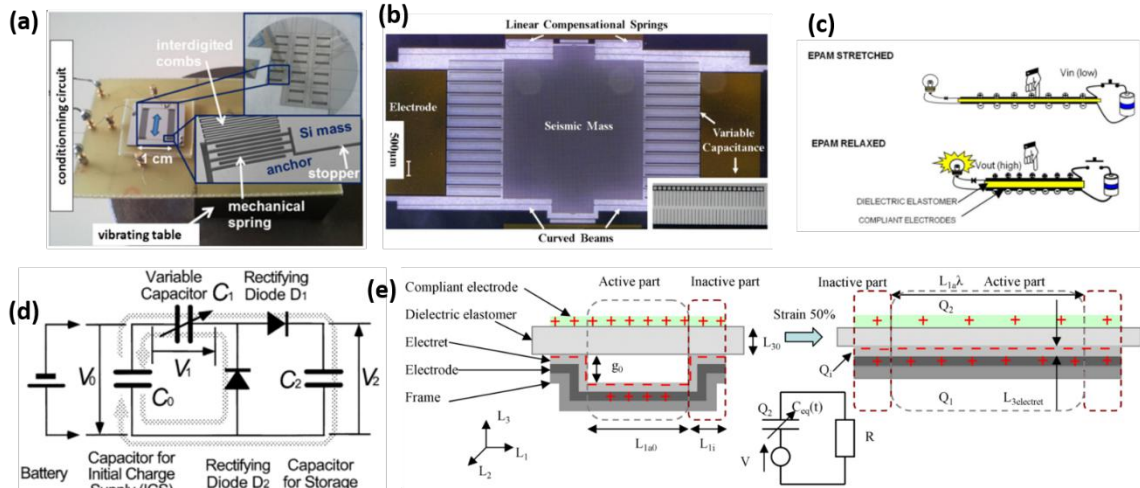 (a)
conditionning circuit
interdigited
combs
1 cm
Si mass
anchor
stopper
mechanical
spring
vibrating table
(b)
Linear Compensational Springs
Electrode
500µm
Seismic Mass
Variable
Capacitance
Curved Beams
(c)
EPAM STRETCHED
Vin (low)
EPAM RELAXED
Vout (high)
DIELECTRIC ELASTOMER
COMPLIANT ELECTRODES
(d)
Variable
Capacitor C1
Rectifying
Diode D1
V1
V0
C0
C2
V2
Battery
Capacitor for
Initial Charge
Supply (ICS)
Rectifying
Diode D2
Capacitor
for Storage
(e)
Compliant electrode
Dielectric elastomer
Electret
Electrode
Frame
Active part
Inactive part
g0
L30
L1a0
L1i
L3
L1
L2
Strain 50%
Inactive part
Active part
L1aλ
Q2
Qi
Q1
L3electret
Q2
Ceq(t)
V
R